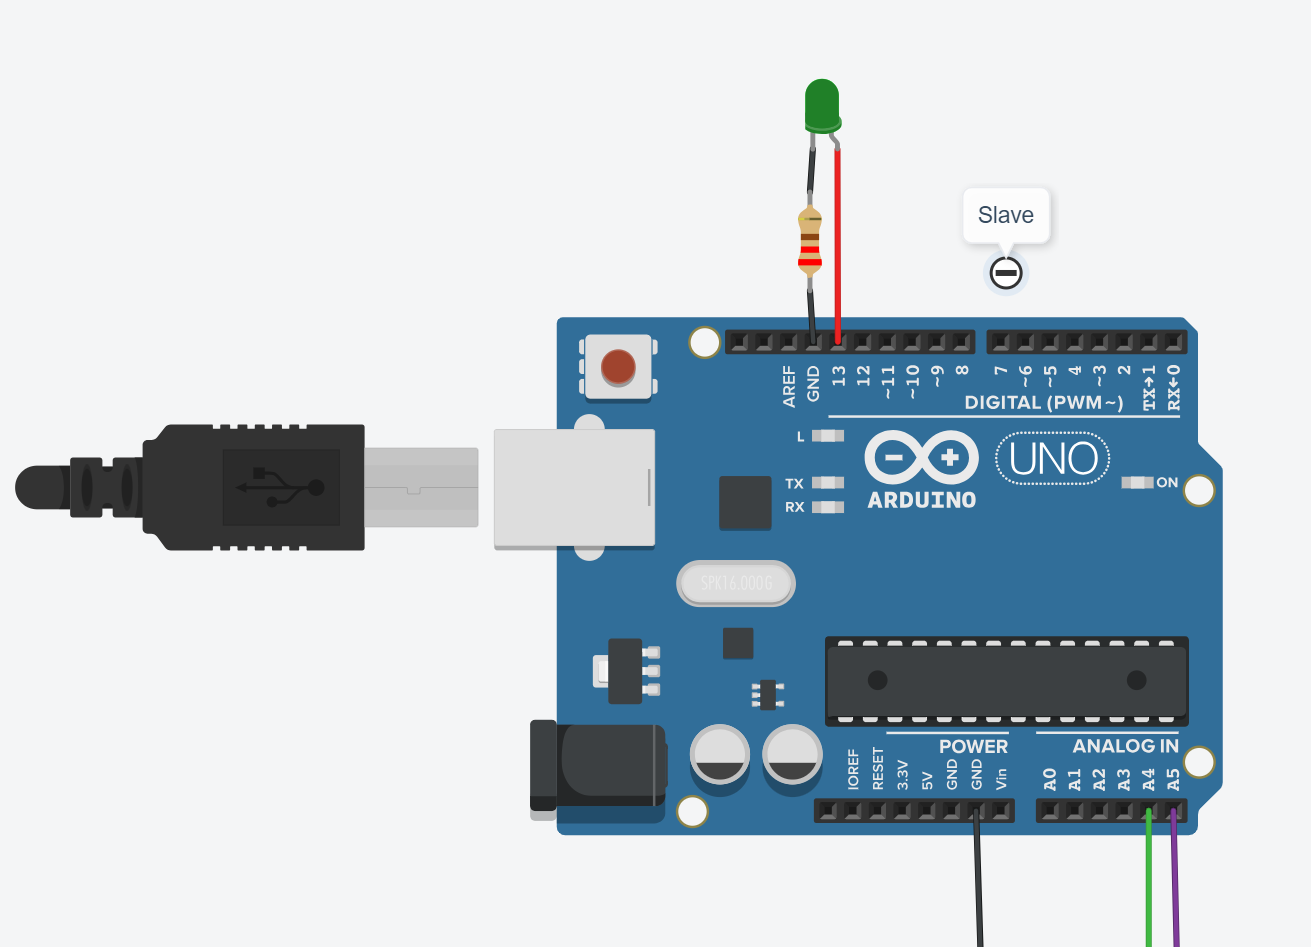 Slave
AREF
GND
13
12
~11
~10
~9
8
7
~6
~5
4
~3
2
TX→1
RX←0
DIGITAL (PWM ~)
L
TX
RX
UNO
ARDUINO
ON
SPK16.000G
POWER
ANALOG IN
IOREF
RESET
3.3V
5V
GND
GND
Vin
A0
A1
A2
A3
A4
A5